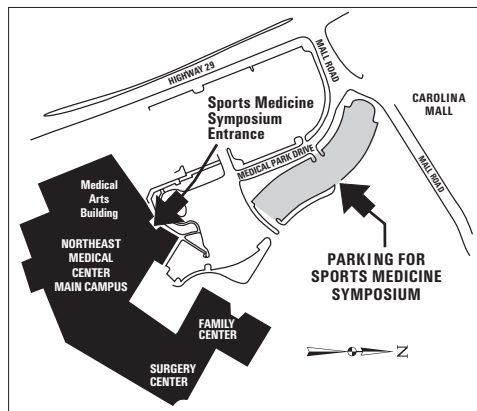 HIGHWAY 29
MALL ROAD
CAROLINA
MALL
MALL ROAD
Sports Medicine
Symposium
Entrance
MEDICAL PARK DRIVE
Medical
Arts
Building
NORTHEAST
MEDICAL
CENTER
MAIN CAMPUS
PARKING FOR
SPORTS MEDICINE
SYMPOSIUM
FAMILY
CENTER
SURGERY
CENTER
N